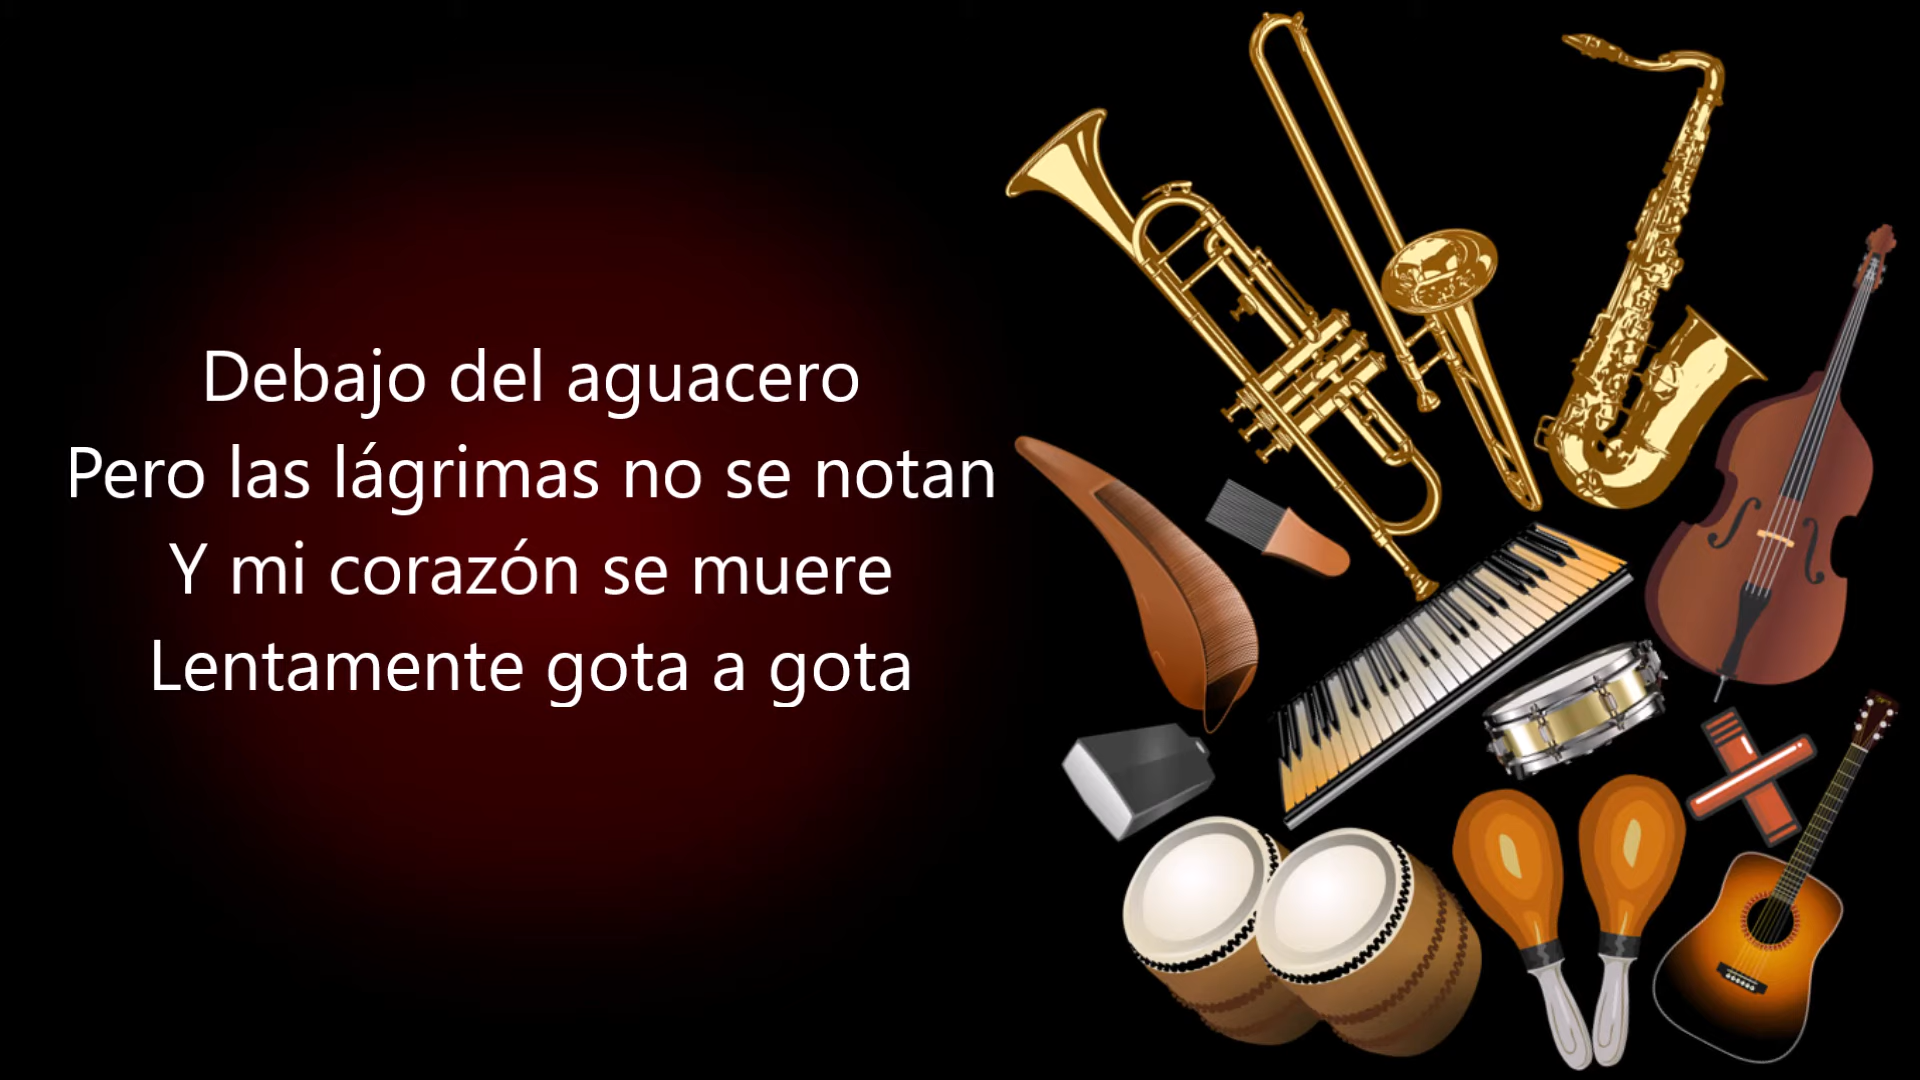 Debajo del aguacero
Pero las lágrimas no se notan
Y mi corazón se muere
Lentamente gota a gota